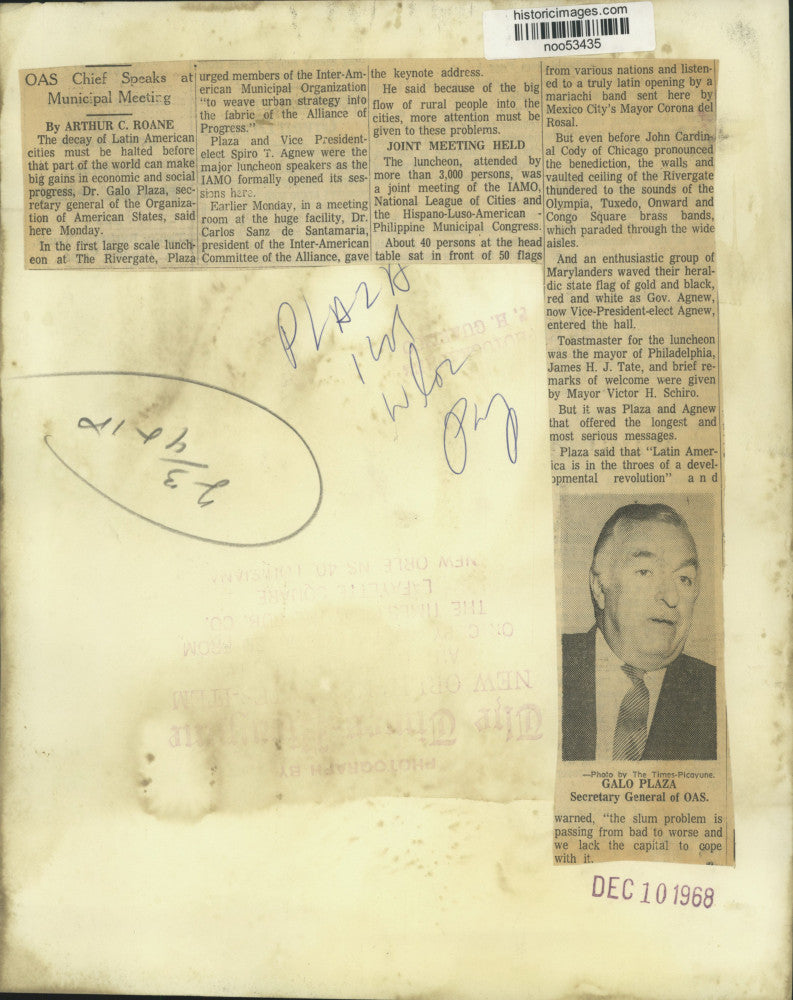 historicimages.com
noo53435
OAS Chief Speaks at
Municipal Meeting
By ARTHUR C. ROANE
The decay of Latin American
cities must be halted before
that part of the world can make
big gains in economic and social
progress, Dr. Galo Plaza, sec-
retary general of the Organiza-
tion of American States, said
here Monday.
In the first large scale lunch-
eon at The Rivergate, Plaza
urged members of the Inter-Am-
erican Municipal Organization
"to weave urban strategy into
the fabric of the Alliance of
Progress."
Plaza and Vice President-
elect Spiro T. Agnew were the
major luncheon speakers as the
IAMO formally opened its ses-
sions here.
Earlier Monday, in a meeting
room at the huge facility, Dr.
Carlos Sanz de Santamaria,
president of the Inter-American
Committee of the Alliance, gave
the keynote address.
He said because of the big
flow of rural people into the
cities, more attention must be
given to these problems.
JOINT MEETING HELD
The luncheon, attended by
more than 3,000 persons, was
a joint meeting of the IAMO,
National League of Cities and
the Hispano-Luso-American -
Philippine Municipal Congress.
About 40 persons at the head
table sat in front of 50 flags
from various nations and listen-
ed to a truly latin opening by a
mariachi band sent here by
Mexico City's Mayor Corona del
Rosal.
But even before John Cardin-
al Cody of Chicago pronounced
the benediction, the walls and
vaulted ceiling of the Rivergate
thundered to the sounds of the
Olympia, Tuxedo, Onward and
Congo Square brass bands,
which paraded through the wide
aisles.
And an enthusiastic group of
Marylanders waved their heral-
dic state flag of gold and black,
red and white as Gov. Agnew,
now Vice-President-elect Agnew,
entered the hall.
Toastmaster for the luncheon
was the mayor of Philadelphia,
James H. J. Tate, and brief re-
marks of welcome were given
by Mayor Victor H. Schiro.
But it was Plaza and Agnew
that offered the longest and
most serious messages.
Plaza said that "Latin Amer-
ica is in the throes of a devel-
opmental revolution" and
—Photo by The Times-Picayune.
GALO PLAZA
Secretary General of OAS.
warned, "the slum problem is
passing from bad to worse and
we lack the capital to cope
with it.
DEC 10 1968
PLAZA
2 3/4 x 18
PHOTOGRAPH BY
NEW
LAFAYETTE SQUARE
NEW ORLEANS 40 LOUISIANA